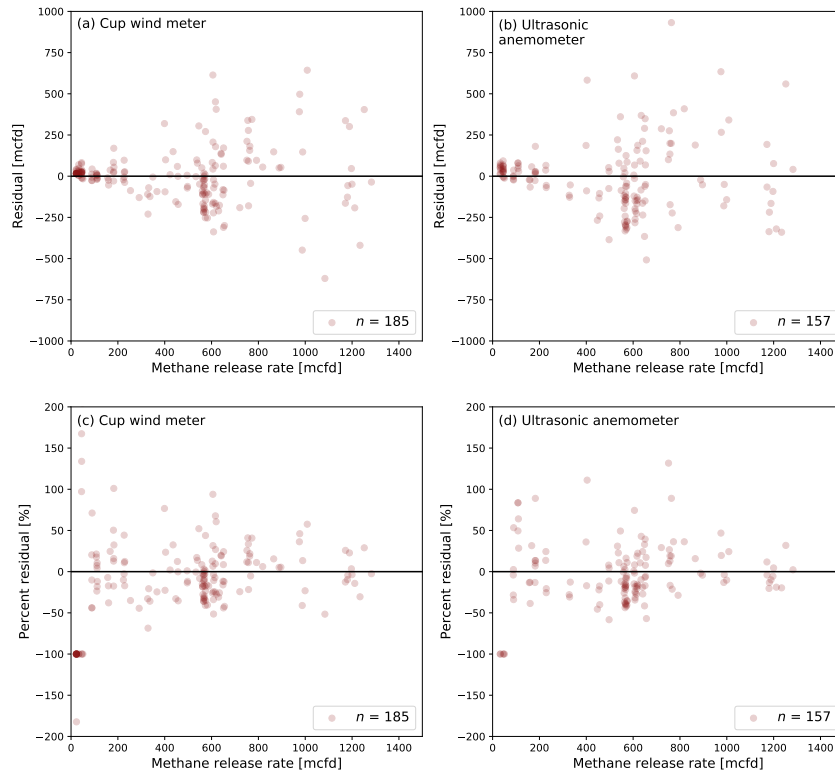 (a) Cup wind meter
1000
750
500
250
0
−250
−500
−750
−1000
Residual [mcfd]
n = 185
0 200 400 600 800 1000 1200 1400
Methane release rate [mcfd]
(b) Ultrasonic
anemometer
1000
750
500
250
0
−250
−500
−750
−1000
Residual [mcfd]
n = 157
0 200 400 600 800 1000 1200 1400
Methane release rate [mcfd]
(c) Cup wind meter
200
150
100
50
0
−50
−100
−150
−200
Percent residual [%]
n = 185
0 200 400 600 800 1000 1200 1400
Methane release rate [mcfd]
(d) Ultrasonic anemometer
200
150
100
50
0
−50
−100
−150
−200
Percent residual [%]
n = 157
0 200 400 600 800 1000 1200 1400
Methane release rate [mcfd]